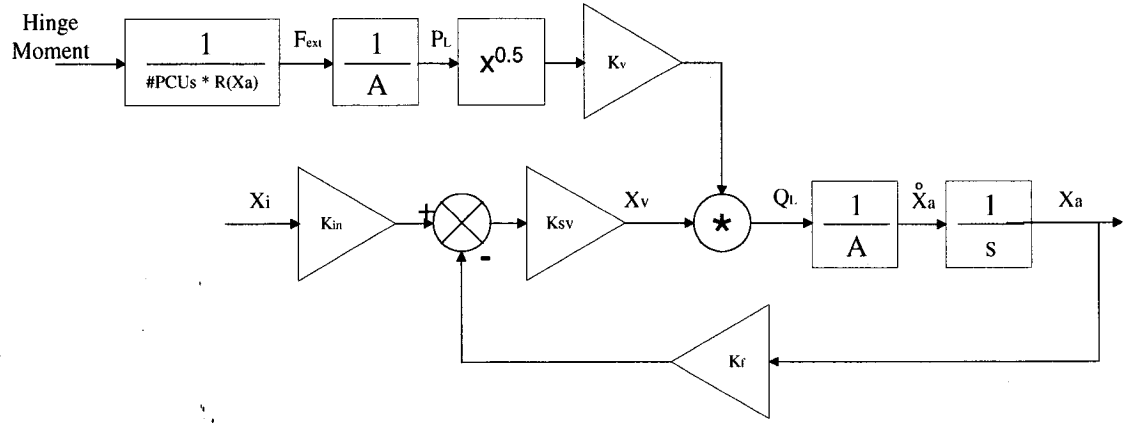 Hinge
Moment
1
#PCUs * R(Xa)
Fext
1
A
PL
X0.5
Kv
Xi
Kin
+
-
Ksv
Xv
*
QL
1
A
X̊a
1
s
Xa
Kf